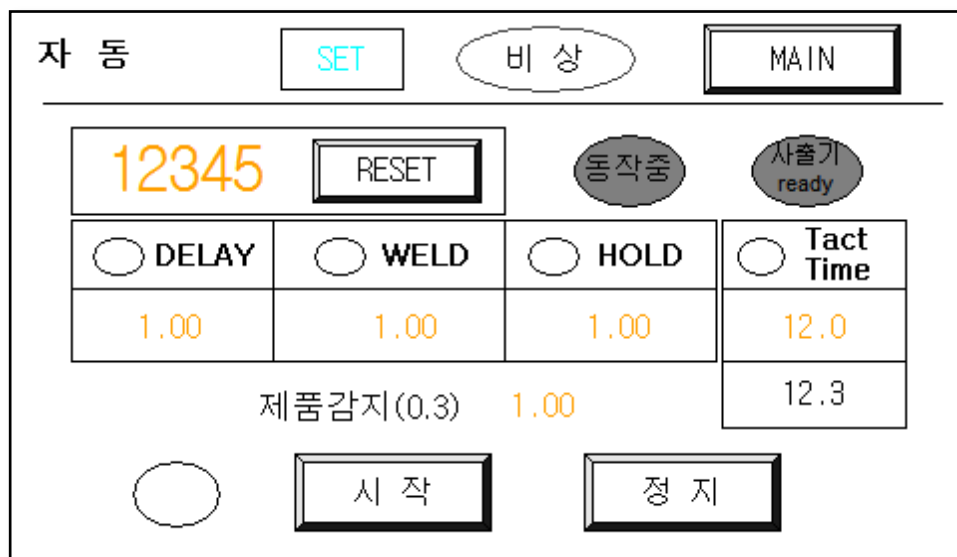 자 동 SET 비 상 MAIN
12345 RESET 동작중 사출기
ready
DELAY WELD HOLD Tact
Time
1.00 1.00 1.00 12.0
12.3
제품감지(0.3) 1.00
시 작 정 지